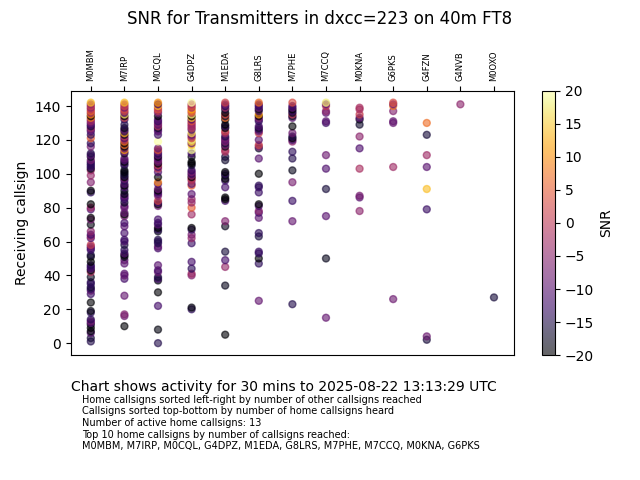 SNR for Transmitters in dxcc=223 on 40m FT8
M0MBM M7IRP M0CQL G4DPZ M1EDA G8LRS M7PHE M7CCQ M0KNA G6PKS G4FZN G4NVB M0OXO
Receiving callsign
140
120
100
80
60
40
20
0
20
15
10
5
0
−5
−10
−15
−20
SNR
Chart shows activity for 30 mins to 2025-08-22 13:13:29 UTC
Home callsigns sorted left-right by number of other callsigns reached
Callsigns sorted top-bottom by number of home callsigns heard
Number of active home callsigns: 13
Top 10 home callsigns by number of callsigns reached:
M0MBM, M7IRP, M0CQL, G4DPZ, M1EDA, G8LRS, M7PHE, M7CCQ, M0KNA, G6PKS